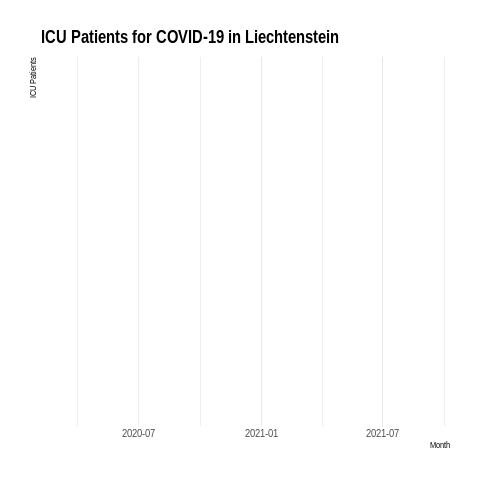 ICU Patients for COVID-19 in Liechtenstein
ICU Patients
2020-07
2021-01
2021-07
Month